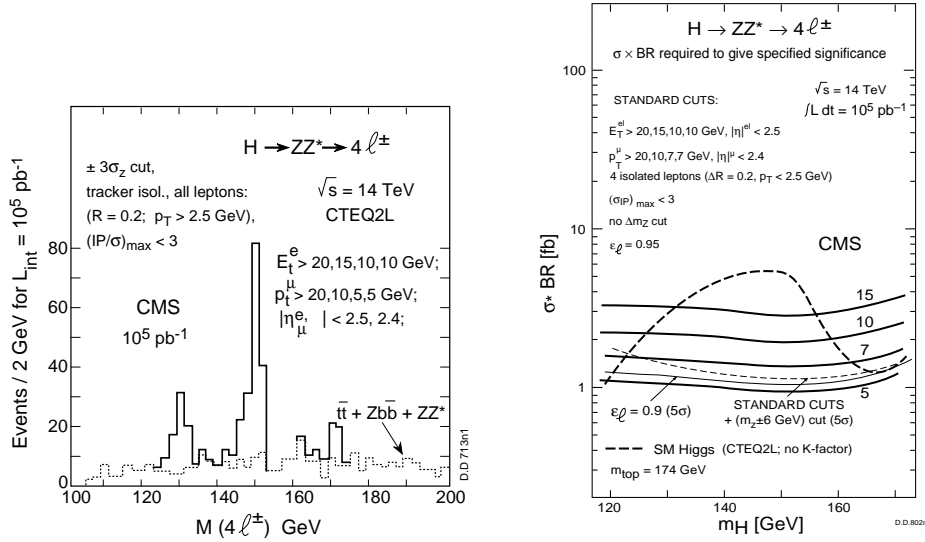 H → ZZ* → 4 ℓ±
± 3σz cut,
tracker isol., all leptons:
(R = 0.2; pT > 2.5 GeV),
(IP/σ)max < 3
√s = 14 TeV
CTEQ2L
E t e > 20,15,10,10 GeV;
p t μ > 20,10,5,5 GeV;
|η e, μ | < 2.5, 2.4;
CMS
10⁵ pb⁻¹
t̄t + Zbb̄ + ZZ*
Events / 2 GeV for Lint = 10⁵ pb⁻¹
80
60
40
20
0
100 120 140 160 180 200
M (4 ℓ±) GeV
D.D 713n1
H → ZZ* → 4 ℓ±
σ × BR required to give specified significance
√s = 14 TeV
∫L dt = 10⁵ pb⁻¹
STANDARD CUTS:
E T el > 20,15,10,10 GeV, |η|el < 2.5
p T μ > 20,10,7,7 GeV, |η|μ < 2.4
4 isolated leptons (ΔR = 0.2, pT < 2.5 GeV)
(σIP) max < 3
no ΔmZ cut
εℓ = 0.95
CMS
15
10
7
5
εℓ = 0.9 (5σ)
STANDARD CUTS
+ (mZ±6 GeV) cut (5σ)
SM Higgs (CTEQ2L; no K-factor)
mtop = 174 GeV
σ* BR [fb]
100
10
1
120 140 160
mH [GeV]